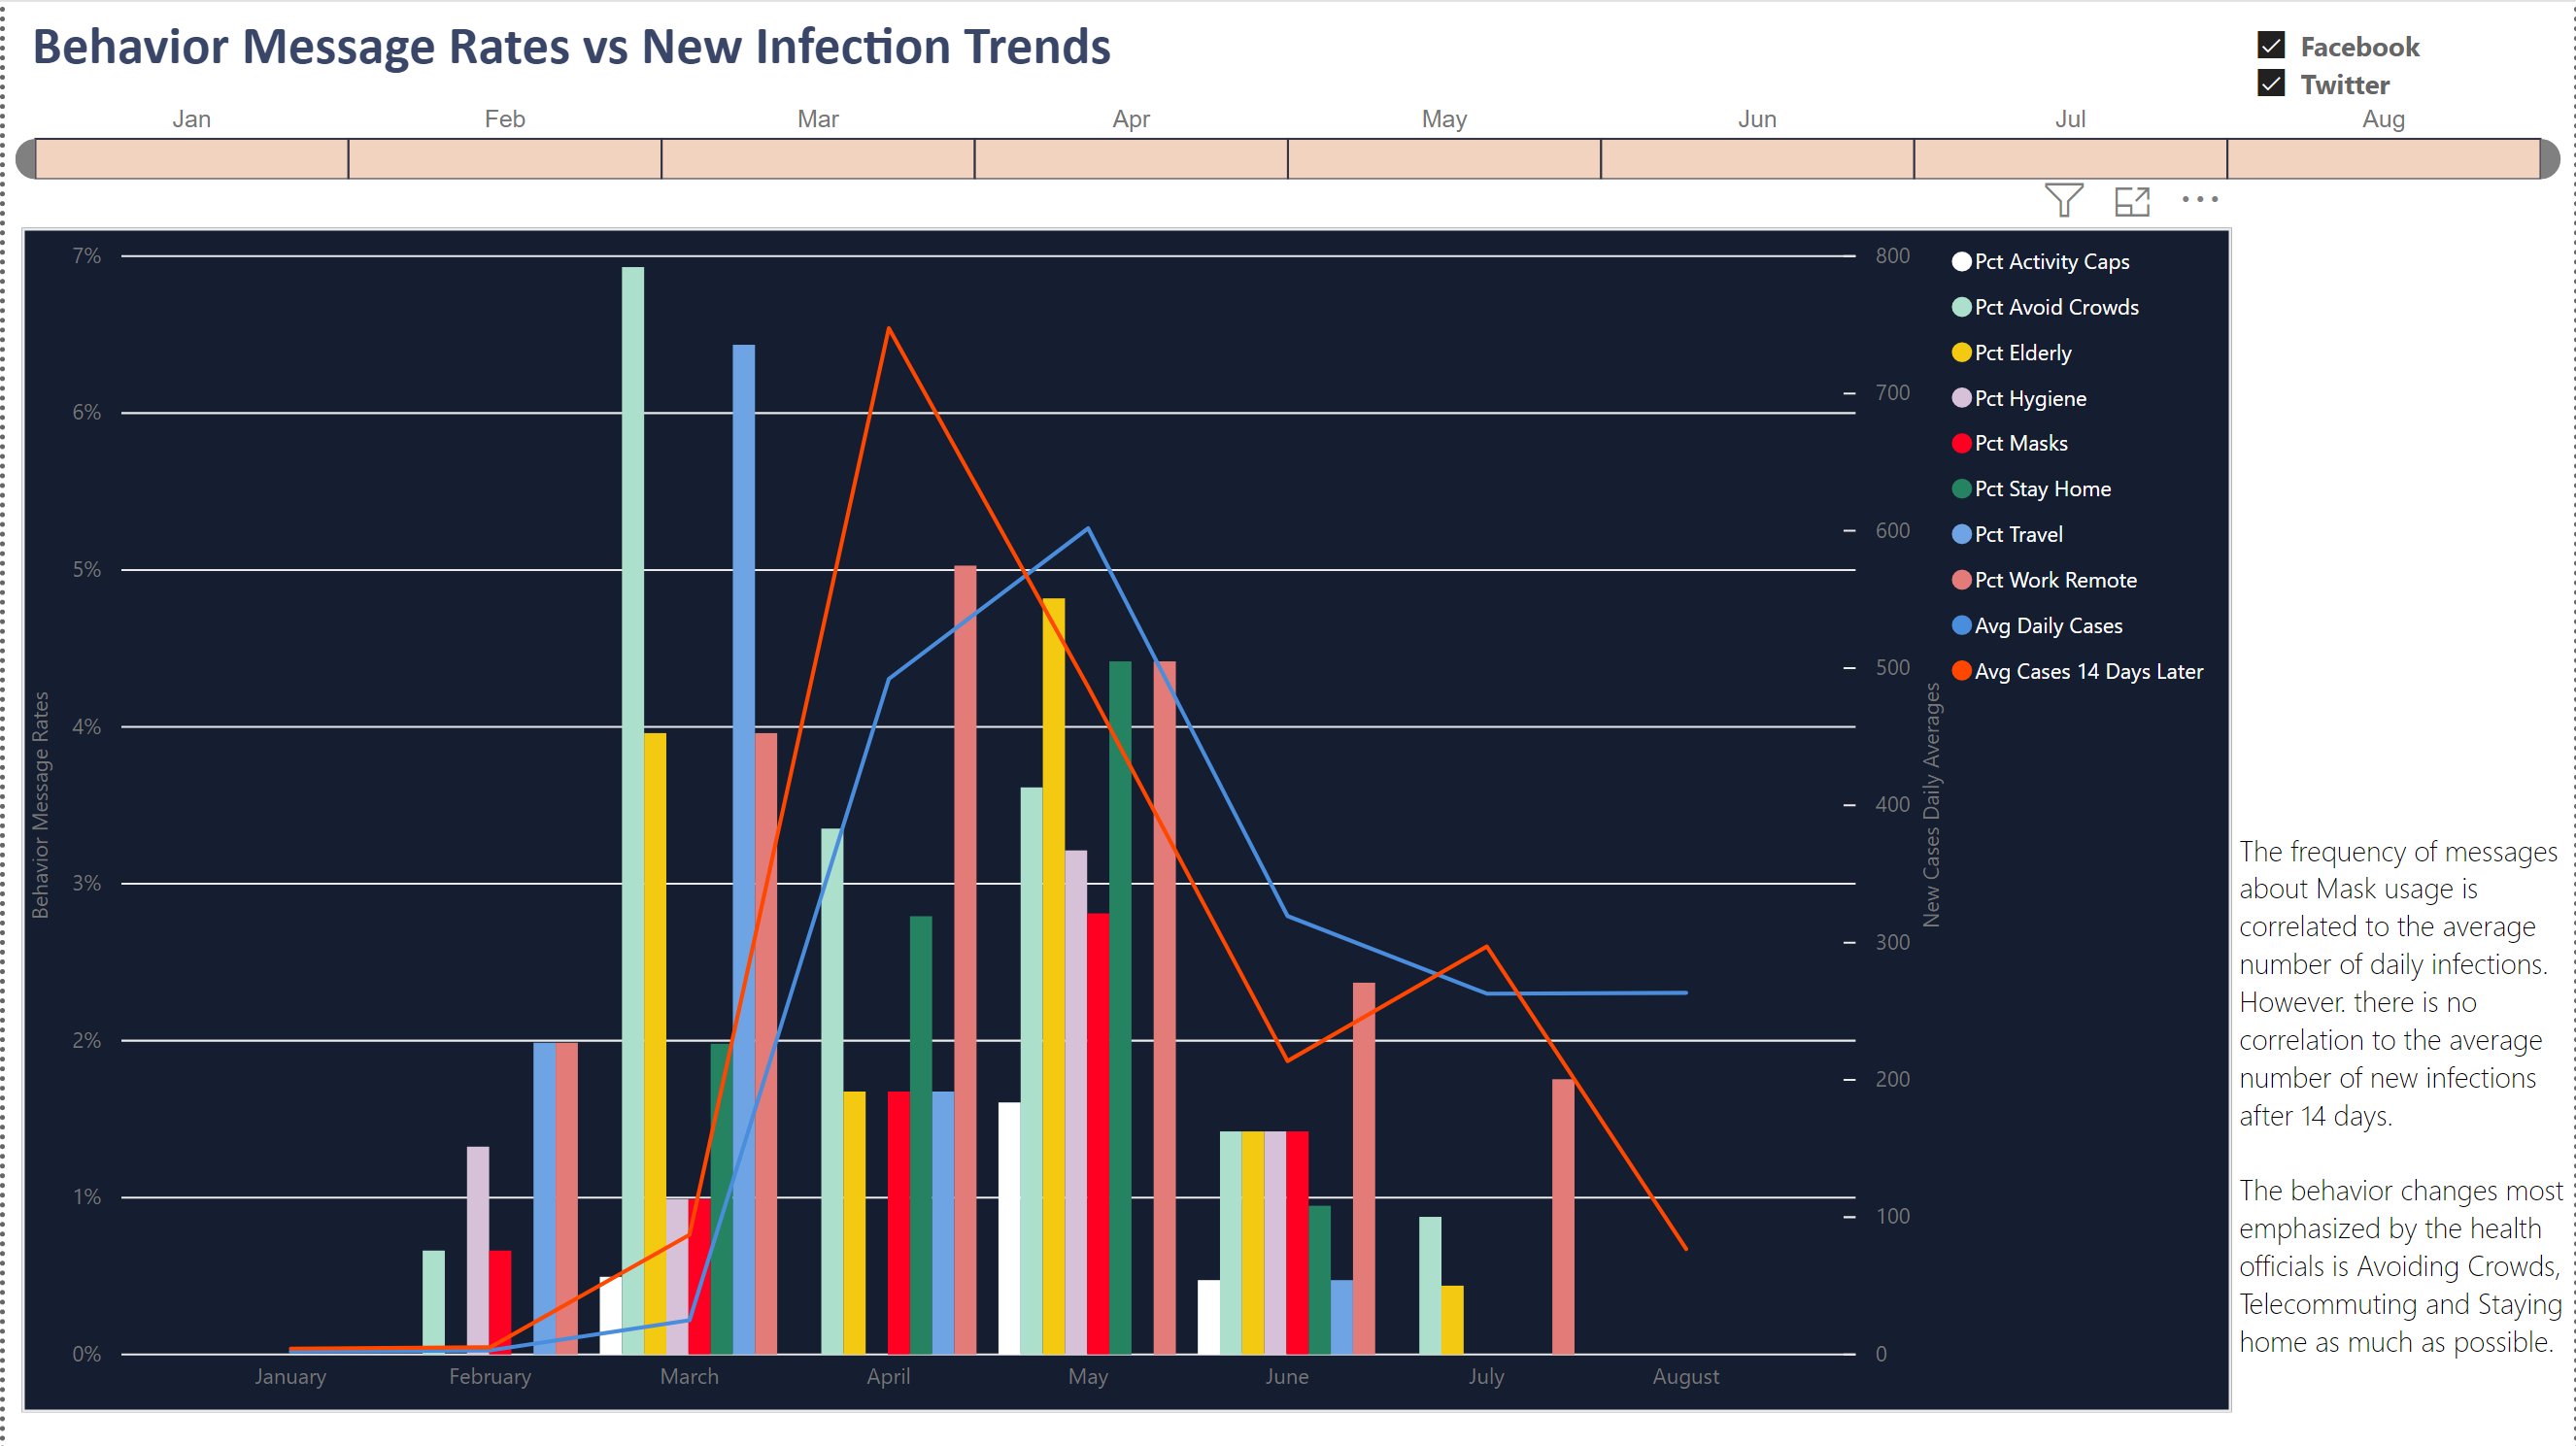 Behavior Message Rates vs New Infection Trends
Facebook
Twitter
Jan Feb Mar Apr May Jun Jul Aug
7%
6%
5%
4%
3%
2%
1%
0%
Behavior Message Rates
January February March April May June July August
800
700
600
500
400
300
200
100
0
New Cases Daily Averages
Pct Activity Caps
Pct Avoid Crowds
Pct Elderly
Pct Hygiene
Pct Masks
Pct Stay Home
Pct Travel
Pct Work Remote
Avg Daily Cases
Avg Cases 14 Days Later
The frequency of messages
about Mask usage is
correlated to the average
number of daily infections.
However. there is no
correlation to the average
number of new infections
after 14 days.
The behavior changes most
emphasized by the health
officials is Avoiding Crowds,
Telecommuting and Staying
home as much as possible.